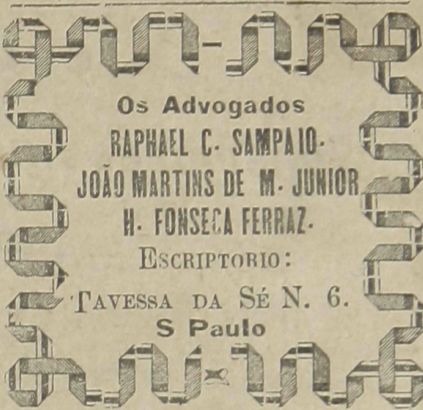 Os Advogados
RAPHAEL C. SAMPAIO.
JOÃO MARTINS DE M. JUNIOR
H. FONSECA FERRAZ.
ESCRIPTORIO:
TAVESSA DA SÉ N. 6.
S Paulo